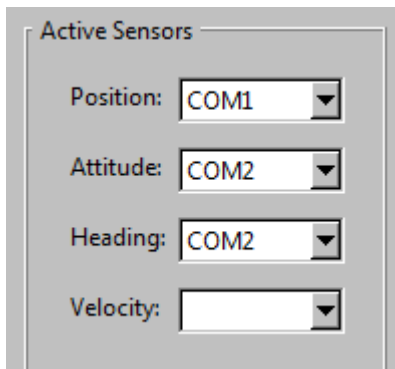 Active Sensors
Position: COM1
Attitude: COM2
Heading: COM2
Velocity: